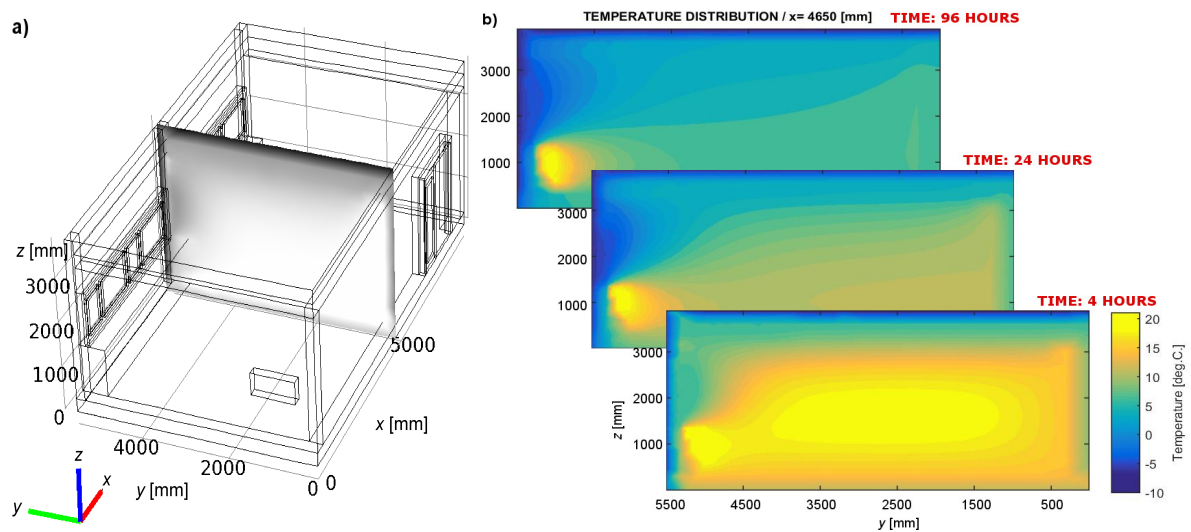 a)
z [mm]
3000
2000
1000
0
4000
2000
0
y [mm]
0
5000
x [mm]
z
x
y
b)
TEMPERATURE DISTRIBUTION / x= 4650 [mm]
TIME: 96 HOURS
3000
2000
1000
TIME: 24 HOURS
3000
2000
1000
TIME: 4 HOURS
3000
2000
1000
z [mm]
5500 4500 3500 2500 1500 500
y [mm]
20
15
10
5
0
-5
-10
Temperature [deg.C.]